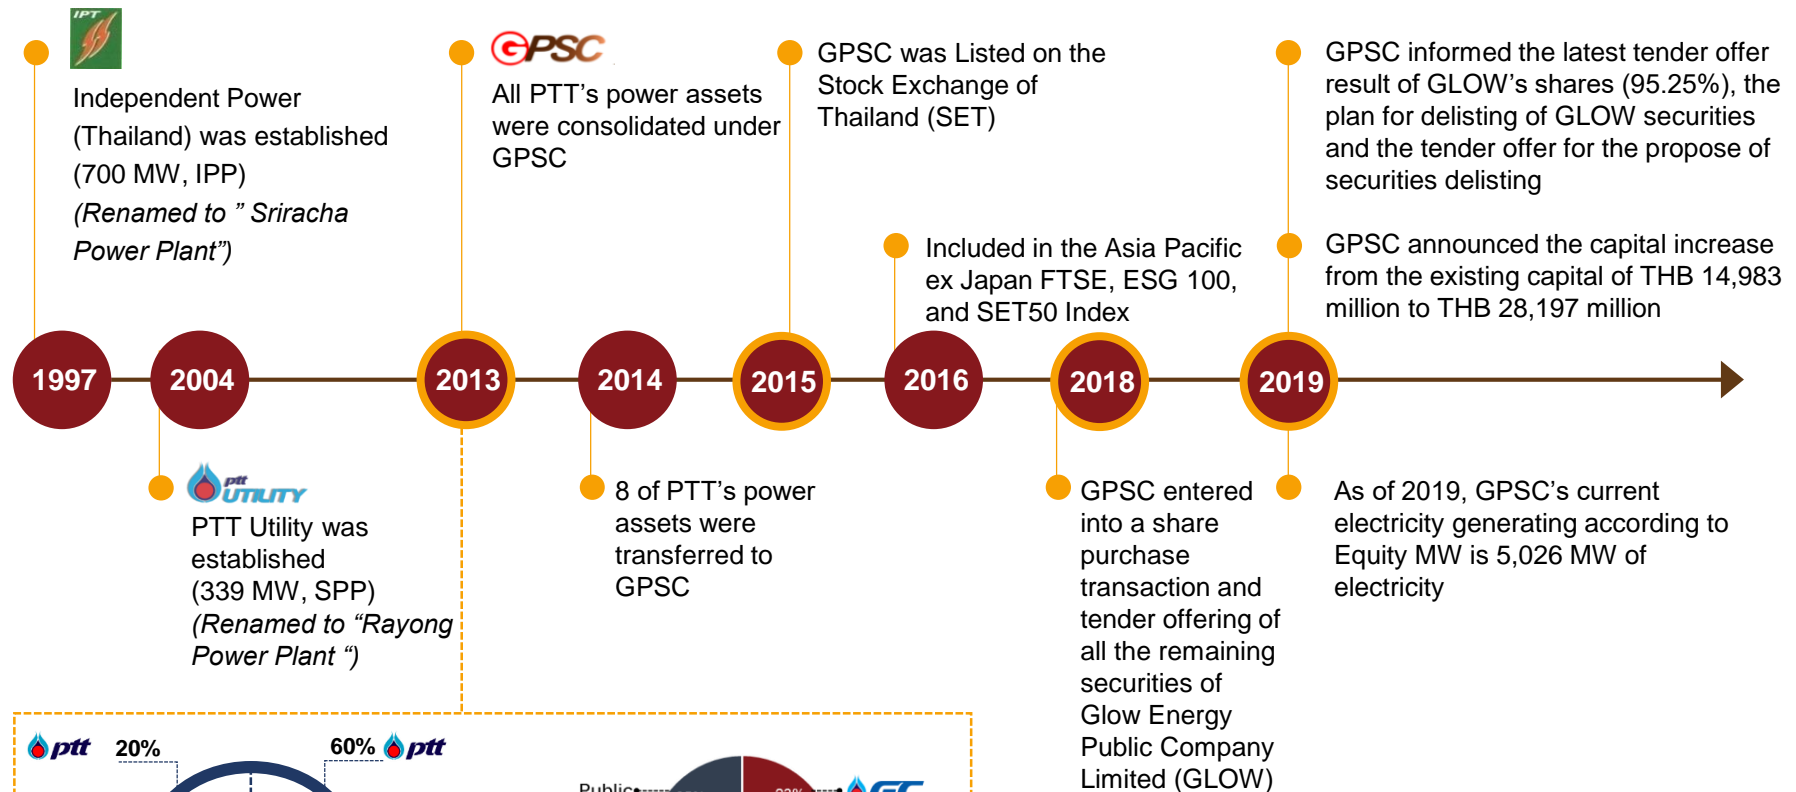 IPT
Independent Power
(Thailand) was established
(700 MW, IPP)
(Renamed to ” Sriracha
Power Plant”)
GPSC
All PTT’s power assets
were consolidated under
GPSC
GPSC was Listed on the
Stock Exchange of
Thailand (SET)
Included in the Asia Pacific
ex Japan FTSE, ESG 100,
and SET50 Index
GPSC informed the latest tender offer
result of GLOW’s shares (95.25%), the
plan for delisting of GLOW securities
and the tender offer for the propose of
securities delisting
GPSC announced the capital increase
from the existing capital of THB 14,983
million to THB 28,197 million
1997
2004
2013
2014
2015
2016
2018
2019
ptt
UTILITY
PTT Utility was
established
(339 MW, SPP)
(Renamed to “Rayong
Power Plant “)
8 of PTT’s power
assets were
transferred to
GPSC
GPSC entered
into a share
purchase
transaction and
tender offering of
all the remaining
securities of
Glow Energy
Public Company
Limited (GLOW)
As of 2019, GPSC’s current
electricity generating according to
Equity MW is 5,026 MW of
electricity
ptt 20%
60% ptt
Public
GC